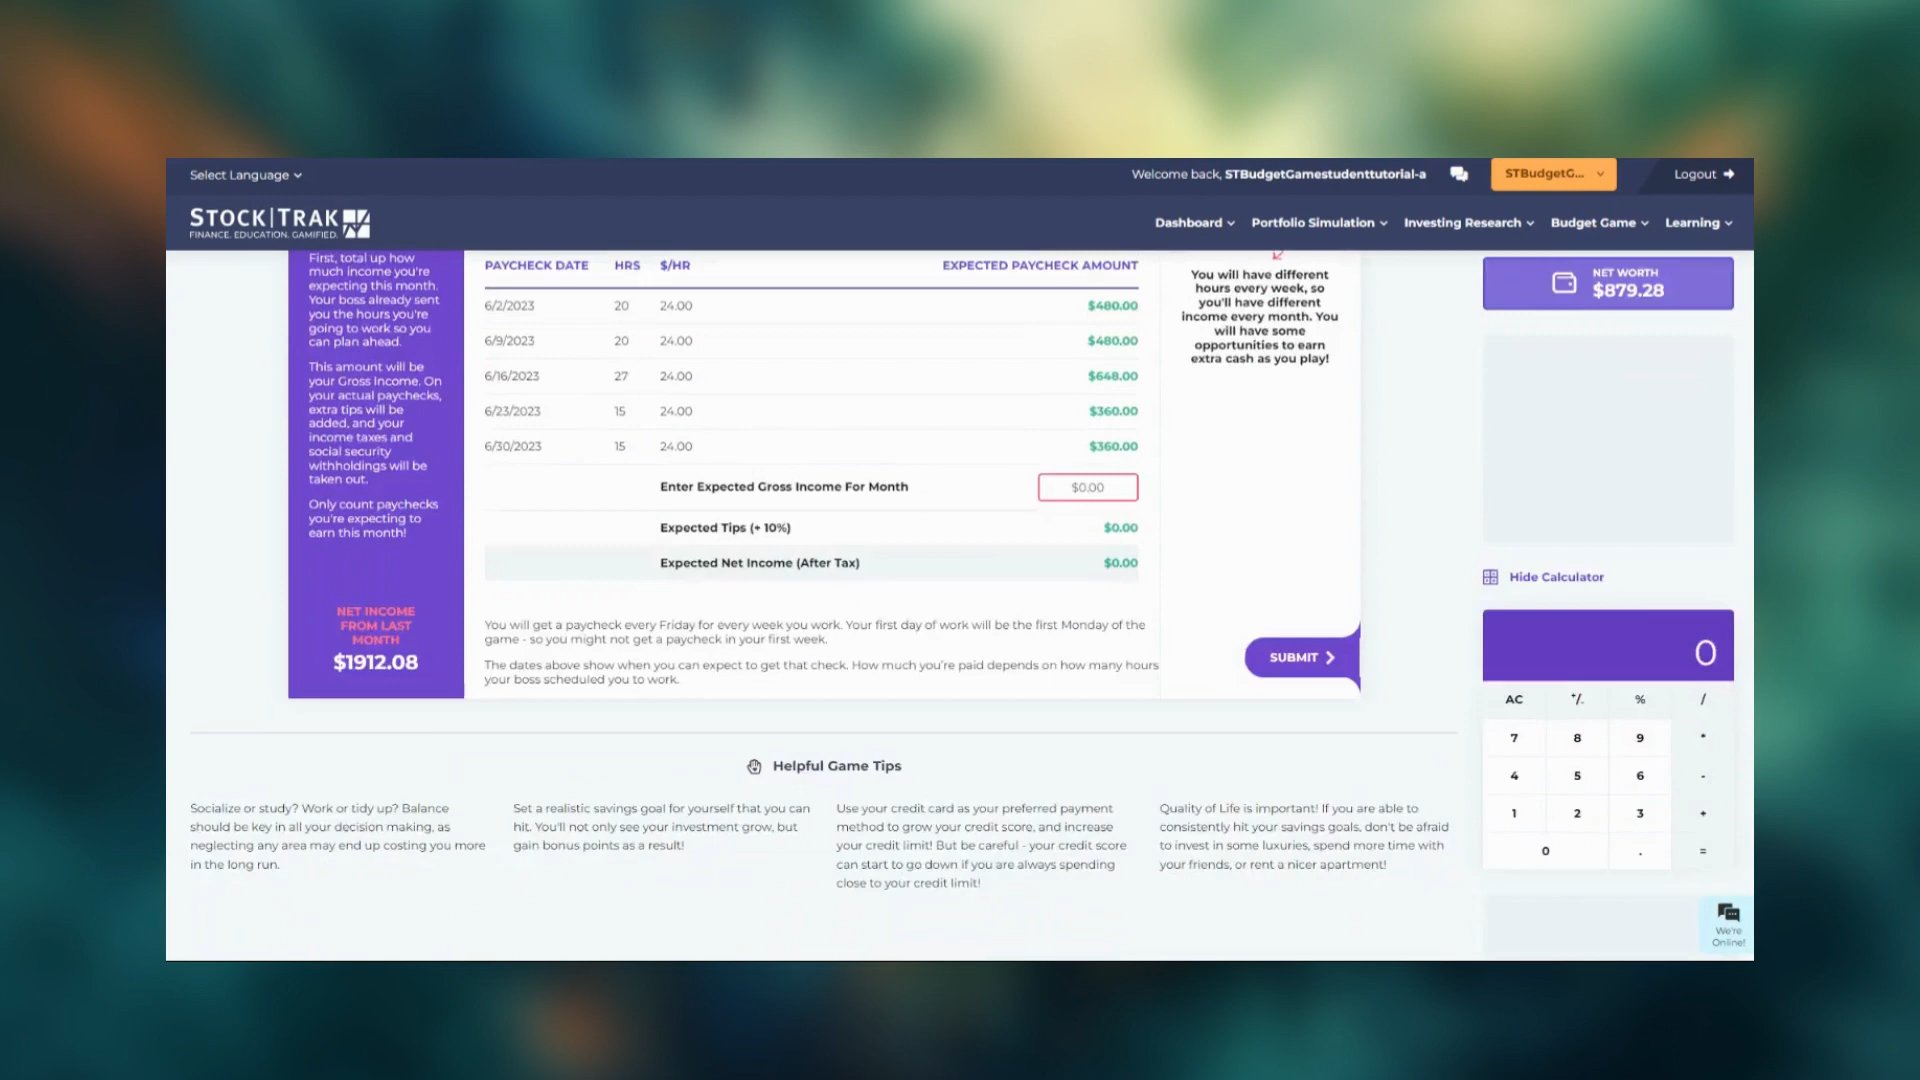 Select Language
Welcome back, STBudgetGamestudenttutorial-a
STBudgetG...
Logout
STOCK|TRAK
FINANCE. EDUCATION. GAMIFIED.
Dashboard
Portfolio Simulation
Investing Research
Budget Game
Learning
First, total up how
much income you're
expecting this month.
Your boss already sent
you the hours you're
going to work so you
can plan ahead.
This amount will be
your Gross Income. On
your actual paychecks,
extra tips will be
added, and your
income taxes and
social security
withholdings will be
taken out.
Only count paychecks
you're expecting to
earn this month!
NET INCOME
FROM LAST
MONTH
$1912.08
PAYCHECK DATE HRS $/HR EXPECTED PAYCHECK AMOUNT
6/2/2023 20 24.00 $480.00
6/9/2023 20 24.00 $480.00
6/16/2023 27 24.00 $648.00
6/23/2023 15 24.00 $360.00
6/30/2023 15 24.00 $360.00
Enter Expected Gross Income For Month $0.00
Expected Tips (+ 10%) $0.00
Expected Net Income (After Tax) $0.00
You will get a paycheck every Friday for every week you work. Your first day of work will be the first Monday of the
game - so you might not get a paycheck in your first week.
The dates above show when you can expect to get that check. How much you're paid depends on how many hours
your boss scheduled you to work.
You will have different
hours every week, so
you'll have different
income every month. You
will have some
opportunities to earn
extra cash as you play!
SUBMIT
NET WORTH
$879.28
Hide Calculator
0
AC +/- % /
7 8 9 *
4 5 6 -
1 2 3 +
0 . =
Helpful Game Tips
Socialize or study? Work or tidy up? Balance
should be key in all your decision making, as
neglecting any area may end up costing you more
in the long run.
Set a realistic savings goal for yourself that you can
hit. You'll not only see your investment grow, but
gain bonus points as a result!
Use your credit card as your preferred payment
method to grow your credit score, and increase
your credit limit! But be careful - your credit score
can start to go down if you are always spending
close to your credit limit!
Quality of Life is important! If you are able to
consistently hit your savings goals, don't be afraid
to invest in some luxuries, spend more time with
your friends, or rent a nicer apartment!
We're
Online!